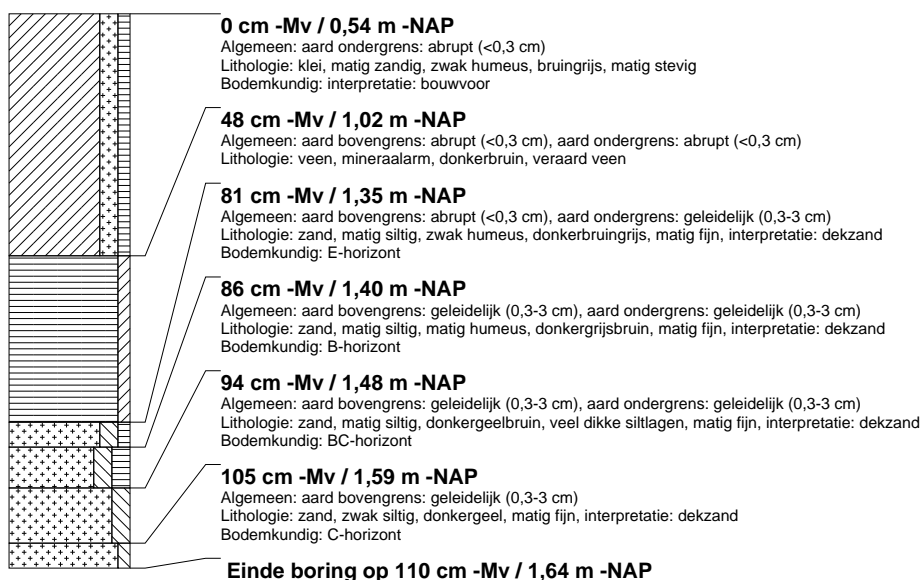 0 cm -Mv / 0,54 m -NAP
Algemeen: aard ondergrens: abrupt (<0,3 cm)
Lithologie: klei, matig zandig, zwak humeus, bruingrijs, matig stevig
Bodemkundig: interpretatie: bouwvoor
48 cm -Mv / 1,02 m -NAP
Algemeen: aard bovengrens: abrupt (<0,3 cm), aard ondergrens: abrupt (<0,3 cm)
Lithologie: veen, mineraalarm, donkerbruin, veraard veen
81 cm -Mv / 1,35 m -NAP
Algemeen: aard bovengrens: abrupt (<0,3 cm), aard ondergrens: geleidelijk (0,3-3 cm)
Lithologie: zand, matig siltig, zwak humeus, donkerbruingrijs, matig fijn, interpretatie: dekzand
Bodemkundig: E-horizont
86 cm -Mv / 1,40 m -NAP
Algemeen: aard bovengrens: geleidelijk (0,3-3 cm), aard ondergrens: geleidelijk (0,3-3 cm)
Lithologie: zand, matig siltig, matig humeus, donkergrijsbruin, matig fijn, interpretatie: dekzand
Bodemkundig: B-horizont
94 cm -Mv / 1,48 m -NAP
Algemeen: aard bovengrens: geleidelijk (0,3-3 cm), aard ondergrens: geleidelijk (0,3-3 cm)
Lithologie: zand, matig siltig, donkergeelbruin, veel dikke siltlagen, matig fijn, interpretatie: dekzand
Bodemkundig: BC-horizont
105 cm -Mv / 1,59 m -NAP
Algemeen: aard bovengrens: geleidelijk (0,3-3 cm)
Lithologie: zand, zwak siltig, donkergeel, matig fijn, interpretatie: dekzand
Bodemkundig: C-horizont
Einde boring op 110 cm -Mv / 1,64 m -NAP